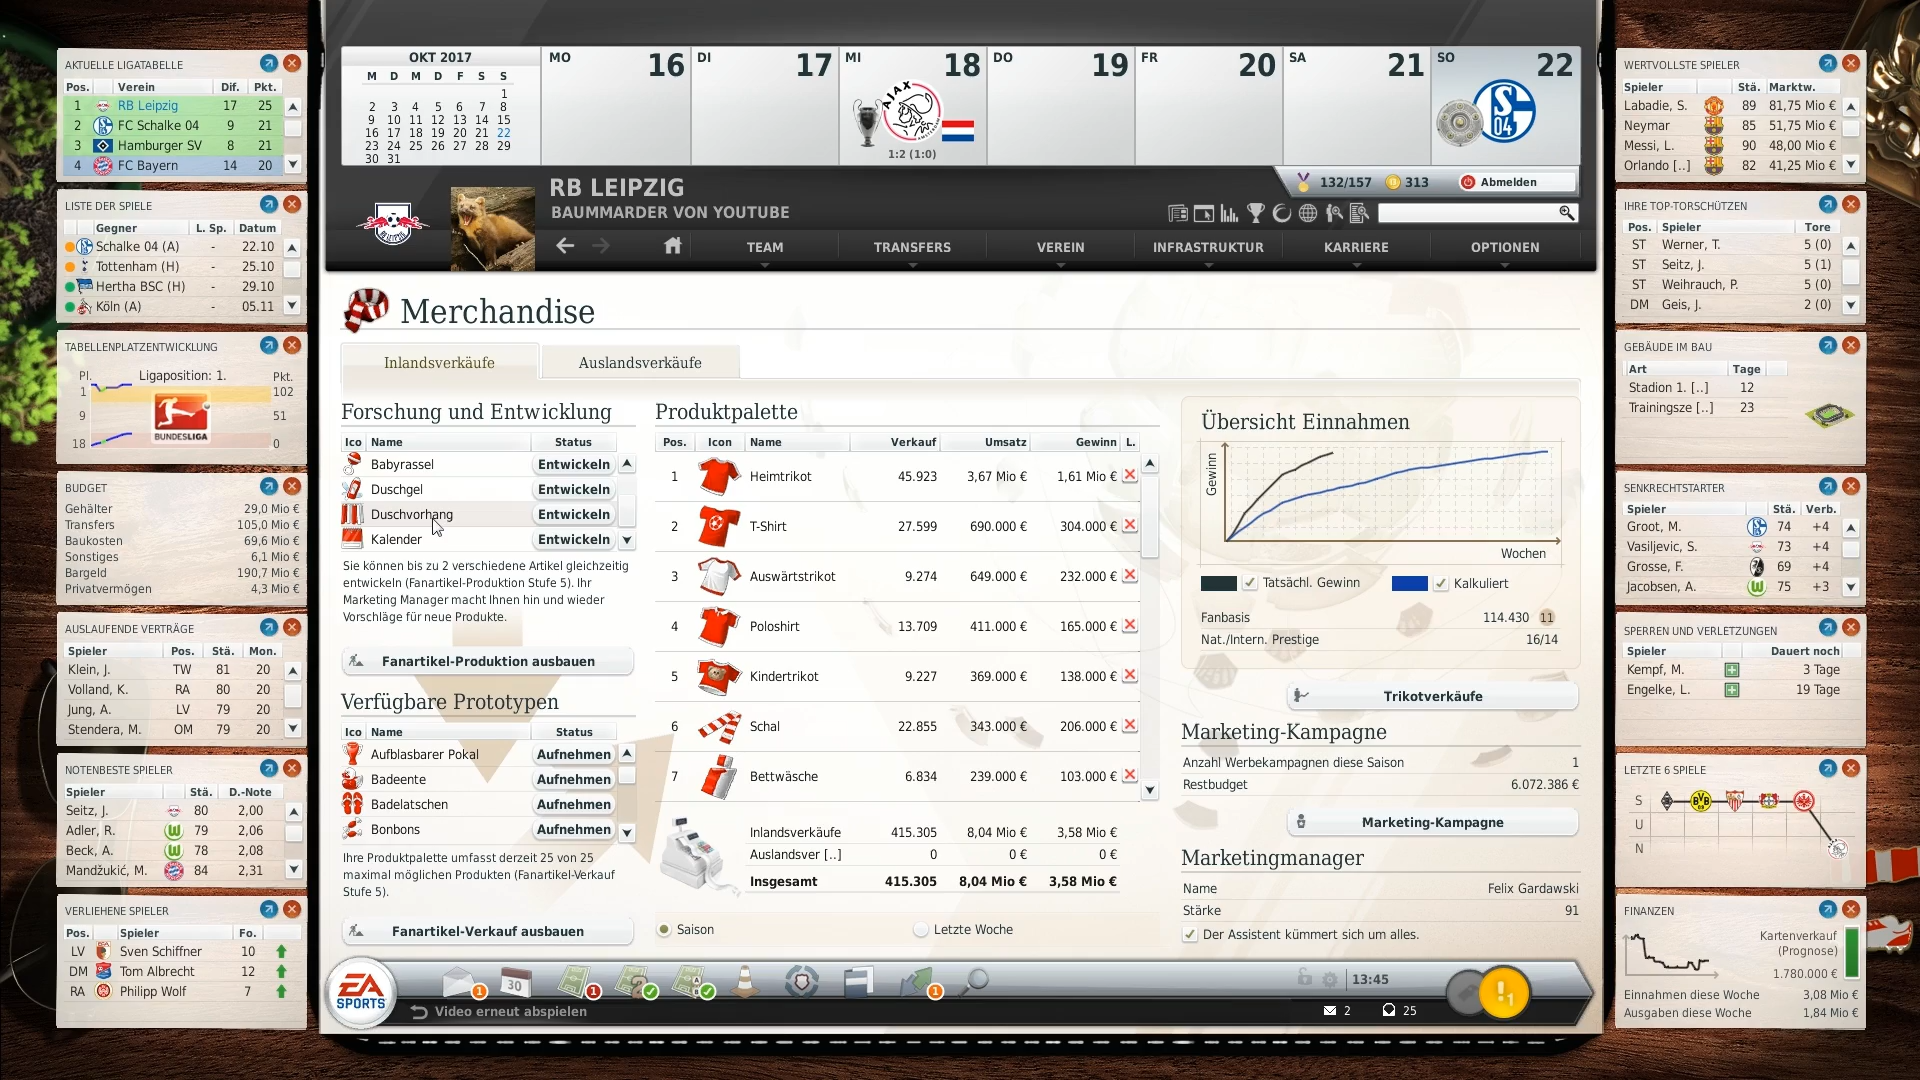 AKTUELLE LIGATABELLE
Pos. Verein Dif. Pkt.
1 RB Leipzig 17 25
2 FC Schalke 04 9 21
3 Hamburger SV 8 21
4 FC Bayern 14 20
LISTE DER SPIELE
Gegner L. Sp. Datum
Schalke 04 (A) - 22.10
Tottenham (H) - 25.10
Hertha BSC (H) - 29.10
Köln (A) - 05.11
TABELLENPLATZENTWICKLUNG
Pl. Ligaposition: 1. Pkt.
1 102
9 51
18 0
BUNDESLIGA
BUDGET
Gehälter 29,0 Mio €
Transfers 105,0 Mio €
Baukosten 69,6 Mio €
Sonstiges 6,1 Mio €
Bargeld 190,7 Mio €
Privatvermögen 4,3 Mio €
AUSLAUFENDE VERTRÄGE
Spieler Pos. Stä. Mon.
Klein, J. TW 81 20
Volland, K. RA 80 20
Jung, A. LV 79 20
Stendera, M. OM 79 20
NOTENBESTE SPIELER
Spieler Stä. D.-Note
Seitz, J. 80 2,00
Adler, R. 79 2,06
Beck, A. 78 2,08
Mandžukić, M. 84 2,31
VERLIEHENE SPIELER
Pos. Spieler Fo.
LV Sven Schiffner 10
DM Tom Albrecht 12
RA Philipp Wolf 7
OKT 2017
M D M D F S S
1
2 3 4 5 6 7 8
9 10 11 12 13 14 15
16 17 18 19 20 21 22
23 24 25 26 27 28 29
30 31
MO 16
DI 17
MI 18
AJAX
1:2 (1:0)
DO 19
FR 20
SA 21
SO 22
S 04
132/157 313 Abmelden
RB LEIPZIG
BAUMMARDER VON YOUTUBE
TEAM TRANSFERS VEREIN INFRASTRUKTUR KARRIERE OPTIONEN
Merchandise
Inlandsverkäufe Auslandsverkäufe
Forschung und Entwicklung
Ico Name Status
Babyrassel Entwickeln
Duschgel Entwickeln
Duschvorhang Entwickeln
Kalender Entwickeln
Sie können bis zu 2 verschiedene Artikel gleichzeitig
entwickeln (Fanartikel-Produktion Stufe 5). Ihr
Marketing Manager macht Ihnen hin und wieder
Vorschläge für neue Produkte.
Fanartikel-Produktion ausbauen
Verfügbare Prototypen
Ico Name Status
Aufblasbarer Pokal Aufnehmen
Badeente Aufnehmen
Badelatschen Aufnehmen
Bonbons Aufnehmen
Ihre Produktpalette umfasst derzeit 25 von 25
maximal möglichen Produkten (Fanartikel-Verkauf
Stufe 5).
Fanartikel-Verkauf ausbauen
Produktpalette
Pos. Icon Name Verkauf Umsatz Gewinn L.
1 Heimtrikot 45.923 3,67 Mio € 1,61 Mio €
2 T-Shirt 27.599 690.000 € 304.000 €
3 Auswärtstrikot 9.274 649.000 € 232.000 €
4 Poloshirt 13.709 411.000 € 165.000 €
5 Kindertrikot 9.227 369.000 € 138.000 €
6 Schal 22.855 343.000 € 206.000 €
7 Bettwäsche 6.834 239.000 € 103.000 €
Inlandsverkäufe 415.305 8,04 Mio € 3,58 Mio €
Auslandsver [..] 0 0 € 0 €
Insgesamt 415.305 8,04 Mio € 3,58 Mio €
Saison Letzte Woche
Übersicht Einnahmen
Gewinn
Wochen
Tatsächl. Gewinn Kalkuliert
Fanbasis 114.430 11
Nat./Intern. Prestige 16/14
Trikotverkäufe
Marketing-Kampagne
Anzahl Werbekampagnen diese Saison 1
Restbudget 6.072.386 €
Marketing-Kampagne
Marketingmanager
Name Felix Gardawski
Stärke 91
Der Assistent kümmert sich um alles.
EA SPORTS
1 30 1 1
13:45
Video erneut abspielen
2 25
!1
WERTVOLLSTE SPIELER
Spieler Stä. Marktw.
Labadie, S. 89 81,75 Mio €
Neymar 85 51,75 Mio €
Messi, L. 90 48,00 Mio €
Orlando [..] 82 41,25 Mio €
IHRE TOP-TORSCHÜTZEN
Pos. Spieler Tore
ST Werner, T. 5 (0)
ST Seitz, J. 5 (1)
ST Weihrauch, P. 5 (0)
DM Geis, J. 2 (0)
GEBÄUDE IM BAU
Art Tage
Stadion 1. [..] 12
Trainingsze [..] 23
SENKRECHTSTARTER
Spieler Stä. Verb.
Groot, M. 74 +4
Vasiljevic, S. 73 +4
Grosse, F. 69 +4
Jacobsen, A. 75 +3
SPERREN UND VERLETZUNGEN
Spieler Dauert noch
Kempf, M. 3 Tage
Engelke, L. 19 Tage
LETZTE 6 SPIELE
S
BVB
U
N
FINANZEN
Kartenverkauf
(Prognose)
1.780.000 €
Einnahmen diese Woche 3,08 Mio €
Ausgaben diese Woche 1,84 Mio €